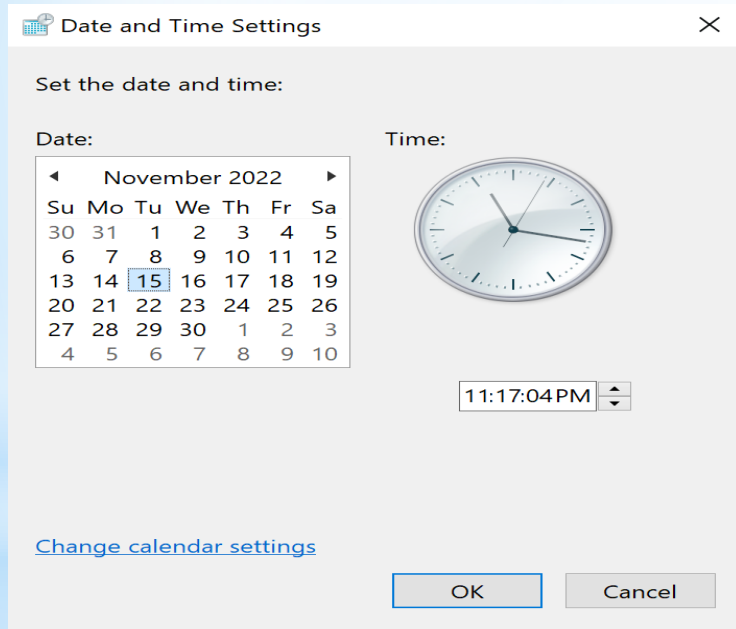 Date and Time Settings
Set the date and time:
Date:
Time:
November 2022
Su Mo Tu We Th Fr Sa
30 31 1 2 3 4 5
6 7 8 9 10 11 12
13 14 15 16 17 18 19
20 21 22 23 24 25 26
27 28 29 30 1 2 3
4 5 6 7 8 9 10
11:17:04 PM
Change calendar settings
OK
Cancel